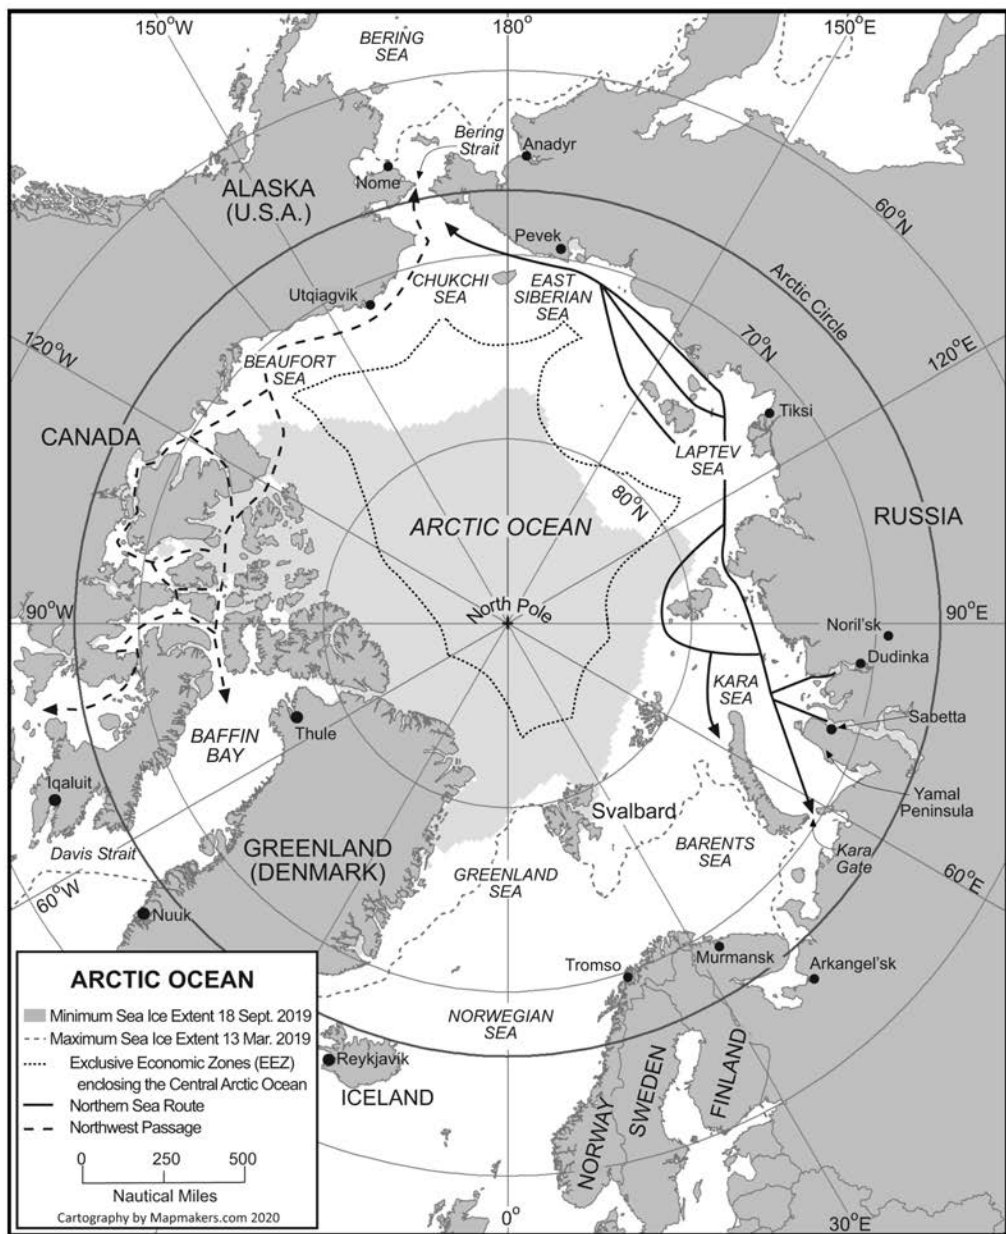 150°W
180°
150°E
BERING
SEA
Bering
Strait
Anadyr
Nome
ALASKA
(U.S.A.)
60°N
Pevek
Arctic Circle
CHUKCHI
SEA
EAST
SIBERIAN
SEA
Utqiagvik
120°W
70°N
120°E
BEAUFORT
SEA
CANADA
Tiksi
LAPTEV
SEA
80°N
RUSSIA
ARCTIC OCEAN
90°W
North Pole
90°E
Noril'sk
Dudinka
KARA
SEA
Sabetta
BAFFIN
BAY
Thule
Iqaluit
Yamal
Peninsula
Svalbard
Davis Strait
GREENLAND
(DENMARK)
BARENTS
SEA
Kara
Gate
GREENLAND
SEA
60°W
60°E
Nuuk
Murmansk
Tromso
Arkangel'sk
NORWEGIAN
SEA
Reykjavik
ICELAND
NORWAY
SWEDEN
FINLAND
0°
30°E
ARCTIC OCEAN
Minimum Sea Ice Extent 18 Sept. 2019
Maximum Sea Ice Extent 13 Mar. 2019
Exclusive Economic Zones (EEZ)
enclosing the Central Arctic Ocean
Northern Sea Route
Northwest Passage
0 250 500
Nautical Miles
Cartography by Mapmakers.com 2020